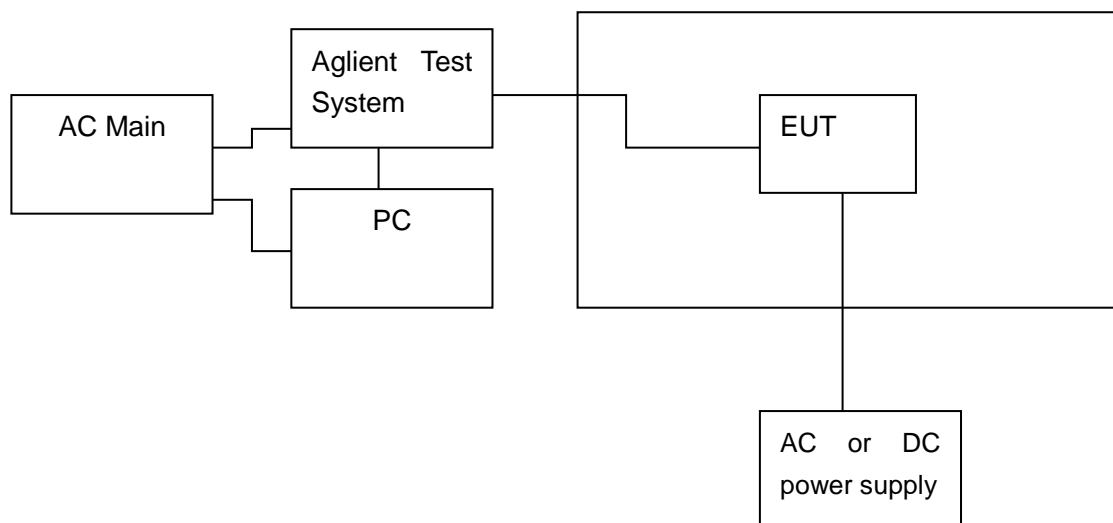 Aglient Test
System
AC Main
EUT
PC
AC or DC
power supply